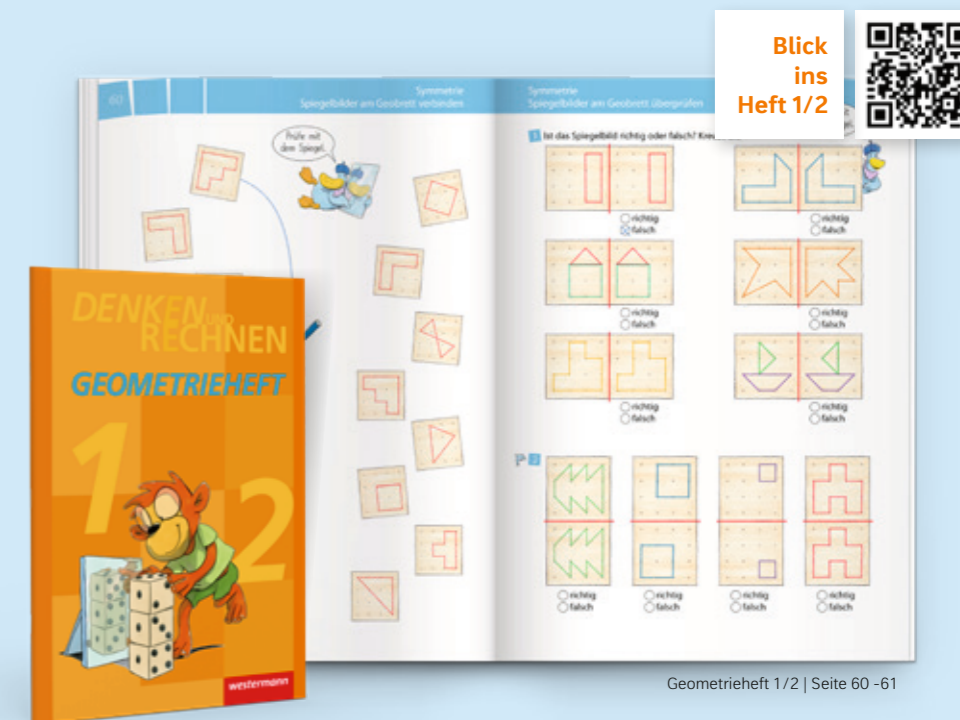 Blick
ins
Heft 1/2
60
Symmetrie
Spiegelbilder am Geobrett verbinden
Prüfe mit
dem Spiegel.
Symmetrie
Spiegelbilder am Geobrett überprüfen
1 Ist das Spiegelbild richtig oder falsch?
richtig
falsch
richtig
falsch
richtig
falsch
richtig
falsch
richtig
falsch
richtig
falsch
2
richtig
falsch
richtig
falsch
richtig
falsch
richtig
falsch
DENKEN UND
RECHNEN
GEOMETRIEHEFT
1
2
westermann
Geometrieheft 1/2 | Seite 60 -61